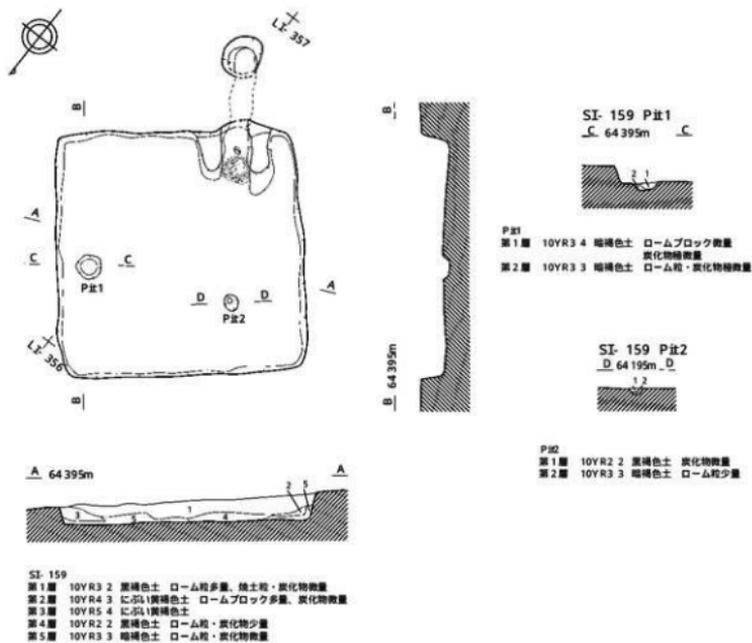 LI- 357
B
A
C
C
Pit1
D
D
Pit2
A
LI- 356
B
B
B 64 395m
SI- 159 Pit1
C 64 395m C
2 1
Pit1
第1層 10YR3 4 暗褐色土 ロームブロック微量
炭化物極微量
第2層 10YR3 3 暗褐色土 ローム粒・炭化物極微量
SI- 159 Pit2
D 64 195m D
1 2
Pit2
第1層 10YR2 2 黒褐色土 炭化物微量
第2層 10YR3 3 暗褐色土 ローム粒少量
A 64 395m A
2 5
3 5 1 4
SI- 159
第1層 10YR3 2 黒褐色土 ローム粒多量、焼土粒・炭化物微量
第2層 10YR4 3 にぶい黄褐色土 ロームブロック多量、炭化物微量
第3層 10YR5 4 にぶい黄褐色土
第4層 10YR2 2 黒褐色土 ローム粒・炭化物少量
第5層 10YR3 3 暗褐色土 ローム粒・炭化物微量